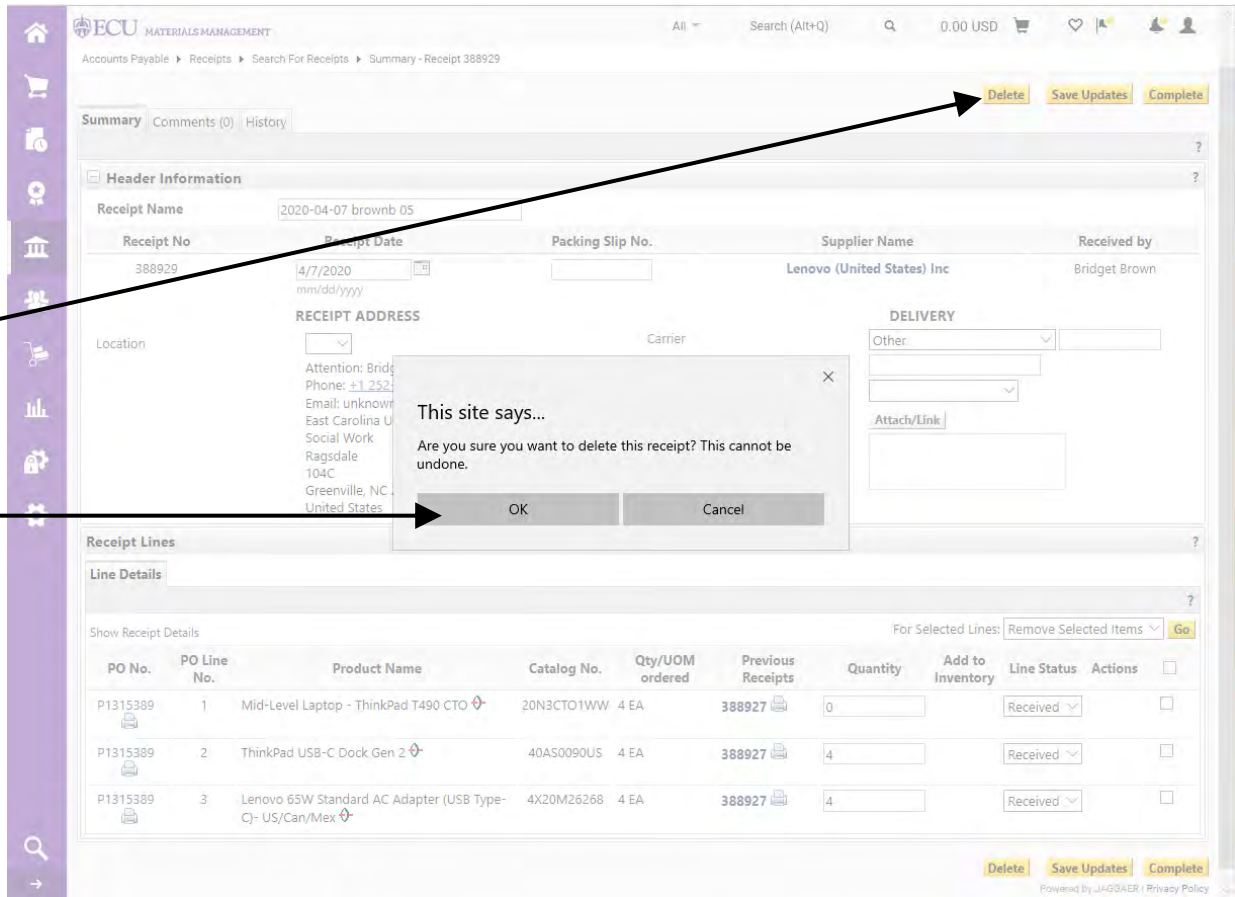 ECU MATERIALS MANAGEMENT All Search (Alt+Q) 0.00 USD
Accounts Payable Receipts Search For Receipts Summary - Receipt 388929
Delete Save Updates Complete
Summary Comments (0) History
?
Header Information ?
Receipt Name 2020-04-07 brownb 05
Receipt No Receipt Date Packing Slip No. Supplier Name Received by
388929 4/7/2020 Lenovo (United States) Inc Bridget Brown
mm/dd/yyyy
RECEIPT ADDRESS DELIVERY
Location Carrier Other
Attention:
Phone: +1 252-
Email:
East Carolina
Social Work
Ragsdale
104C
Greenville, NC
United States
Attach/Link
This site says...
Are you sure you want to delete this receipt? This cannot be
undone.
OK Cancel
Receipt Lines ?
Line Details
?
Show Receipt Details For Selected Lines: Remove Selected Items Go
PO No. PO Line No. Product Name Catalog No. Qty/UOM ordered Previous Receipts Quantity Add to Inventory Line Status Actions
P1315389 1 Mid-Level Laptop - ThinkPad T490 CTO 20N3CTO1WW 4 EA 388927 0 Received
P1315389 2 ThinkPad USB-C Dock Gen 2 40AS0090US 4 EA 388927 4 Received
P1315389 3 Lenovo 65W Standard AC Adapter (USB Type-
C)- US/Can/Mex 4X20M26268 4 EA 388927 4 Received
Delete Save Updates Complete
Powered by JAGGAER | Privacy Policy